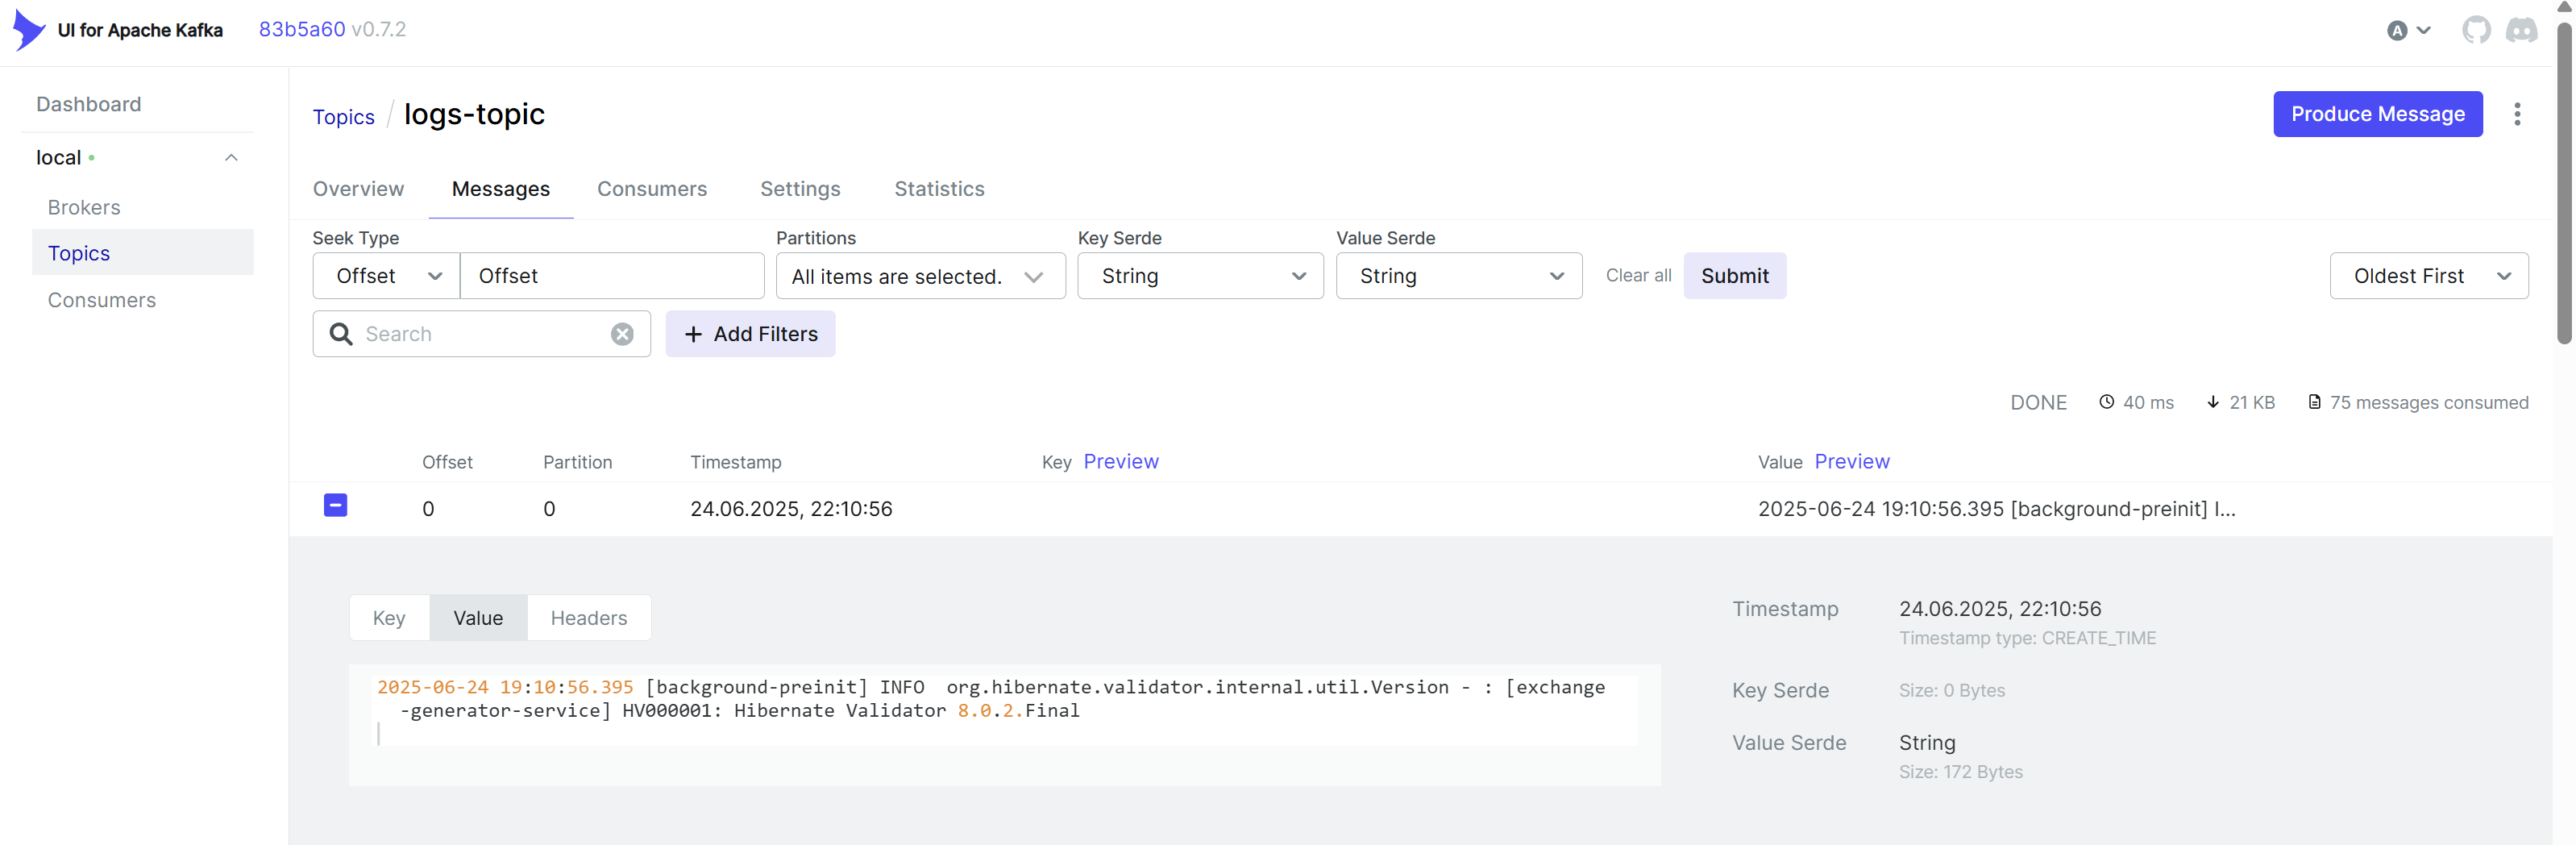 UI for Apache Kafka 83b5a60 v0.7.2
A
Dashboard
local
Brokers
Topics
Consumers
Topics / logs-topic
Produce Message
Overview Messages Consumers Settings Statistics
Seek Type Partitions Key Serde Value Serde
Offset Offset All items are selected. String String Clear all Submit Oldest First
Search Add Filters
DONE 40 ms 21 KB 75 messages consumed
Offset Partition Timestamp Key Preview Value Preview
0 0 24.06.2025, 22:10:56 2025-06-24 19:10:56.395 [background-preinit] I...
Key Value Headers
2025-06-24 19:10:56.395 [background-preinit] INFO  org.hibernate.validator.internal.util.Version - : [exchange
-generator-service] HV000001: Hibernate Validator 8.0.2.Final
Timestamp 24.06.2025, 22:10:56
Timestamp type: CREATE_TIME
Key Serde Size: 0 Bytes
Value Serde String
Size: 172 Bytes